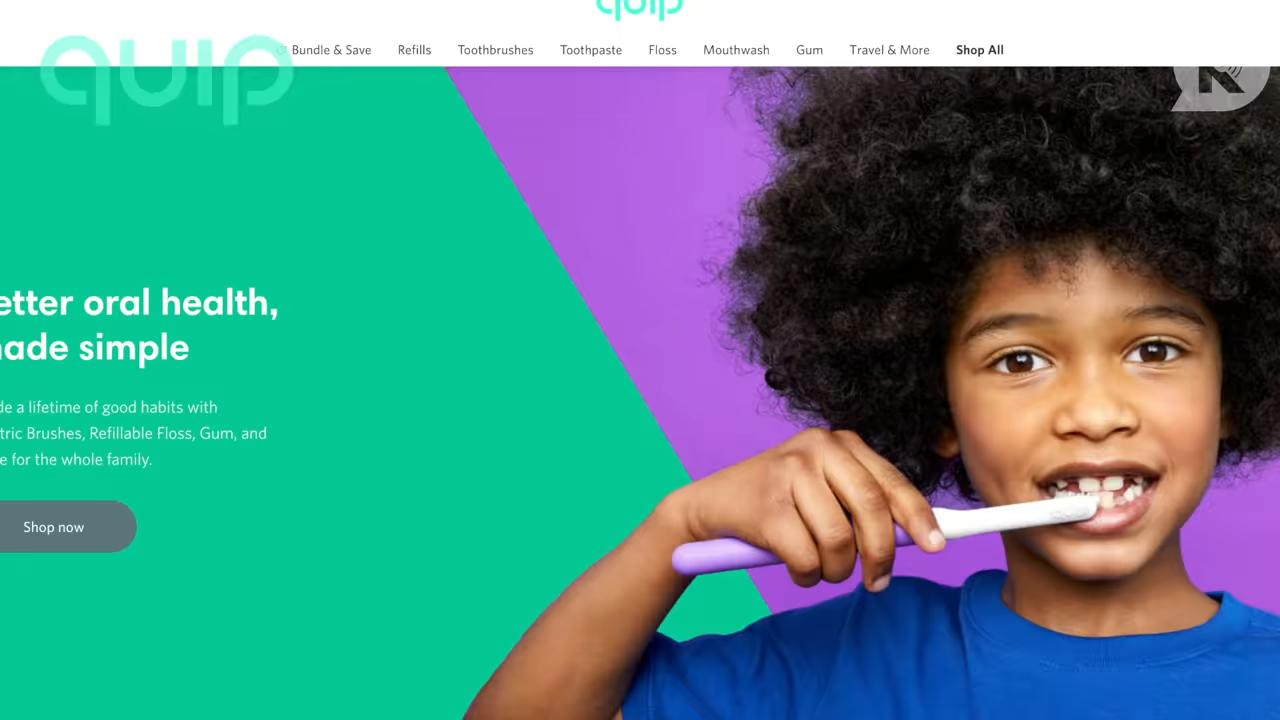 quip
Bundle & Save Refills Toothbrushes Toothpaste Floss Mouthwash Gum Travel & More Shop All
quip
K
etter oral health,
ade simple
de a lifetime of good habits with
tric Brushes, Refillable Floss, Gum, and
e for the whole family.
Shop now